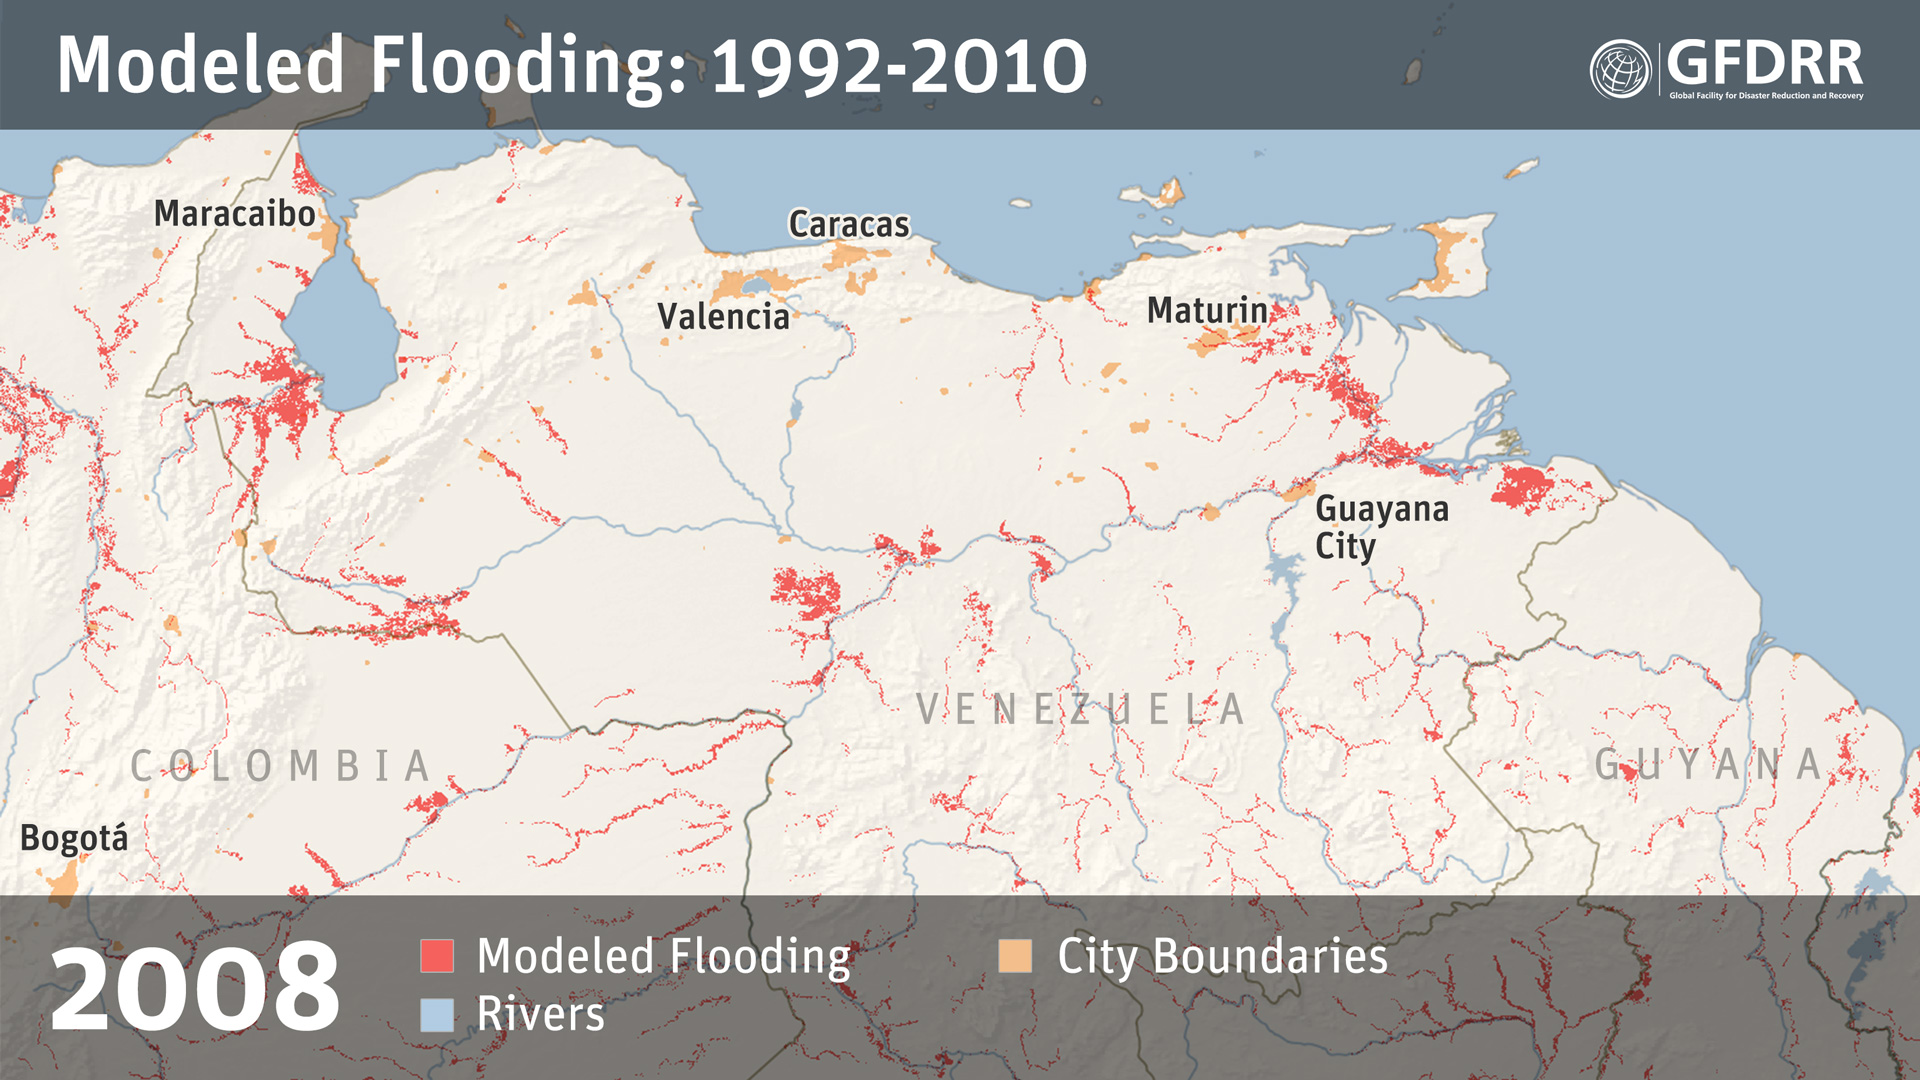 Modeled Flooding: 1992-2010
GFDRR
Global Facility for Disaster Reduction and Recovery
Maracaibo
Caracas
Valencia
Maturin
Guayana
City
VENEZUELA
COLOMBIA
GUYANA
Bogotá
2008
Modeled Flooding
City Boundaries
Rivers